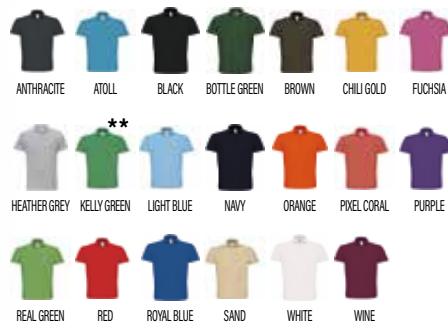 ANTHRACITE ATOLL BLACK BOTTLE GREEN BROWN CHILI GOLD FUCHSIA
**
HEATHER GREY KELLY GREEN LIGHT BLUE NAVY ORANGE PIXEL CORAL PURPLE
REAL GREEN RED ROYAL BLUE SAND WHITE WINE